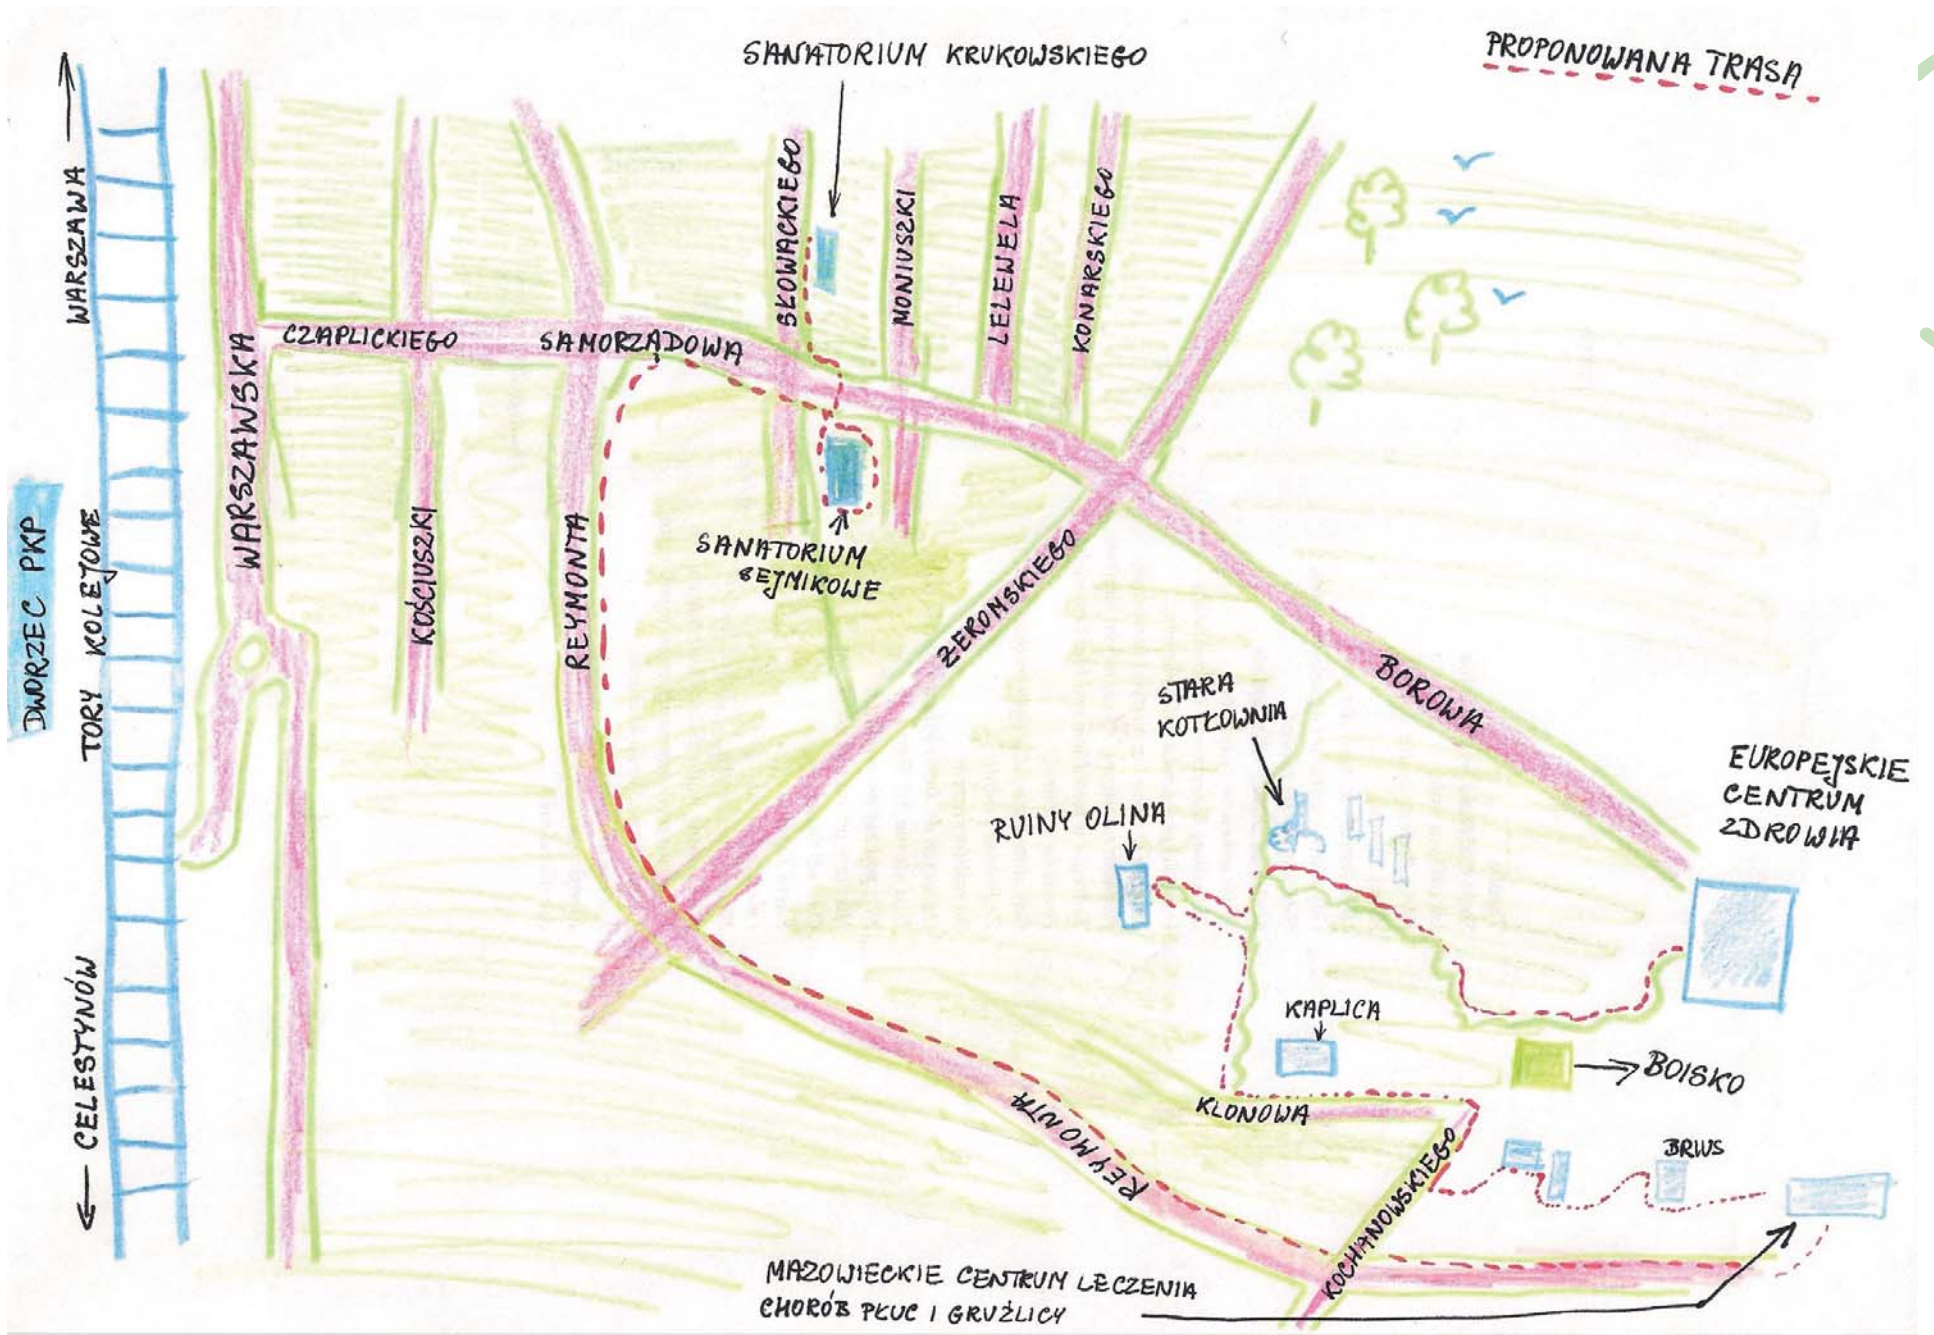 SANATORIUM KRUKOWSKIEGO
PROPONOWANA TRASA
WARSZAWA
SŁOWACKIEGO
MONIUSZKI
LELEWELA
KONARSKIEGO
CZAPLICKIEGO
SAMORZĄDOWA
WARSZAWSKA
DWORZEC PKP
TORY KOLEJOWE
KOŚCIUSZKI
REYMONTA
SANATORIUM
SEJMIKOWE
ŻEROMSKIEGO
BOROWA
STARA
KOTŁOWNIA
EUROPEJSKIE
CENTRUM
ZDROWIA
RUINY OLINA
CELESTYNÓW
KAPLICA
BOISKO
KLONOWA
REYMONTA
KOCHANOWSKIEGO
BRUS
MAZOWIECKIE CENTRUM LECZENIA
CHORÓB PŁUC I GRUŹLICY